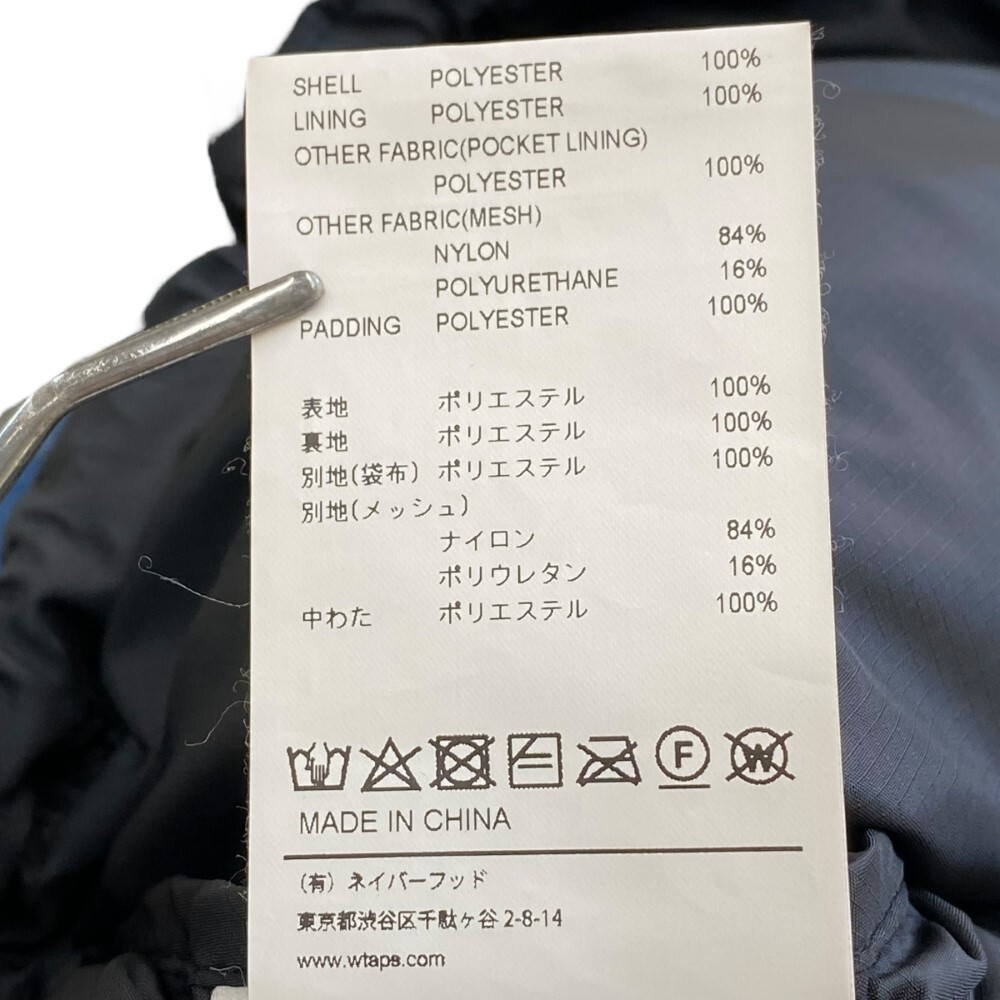 SHELL POLYESTER 100%
LINING POLYESTER 100%
OTHER FABRIC(POCKET LINING)
POLYESTER 100%
OTHER FABRIC(MESH)
NYLON 84%
POLYURETHANE 16%
PADDING POLYESTER 100%
表地 ポリエステル 100%
裏地 ポリエステル 100%
別地(袋布) ポリエステル 100%
別地(メッシュ)
ナイロン 84%
ポリウレタン 16%
中わた ポリエステル 100%
F W
MADE IN CHINA
(有) ネイバーフッド
東京都渋谷区千駄ヶ谷 2-8-14
www.wtaps.com